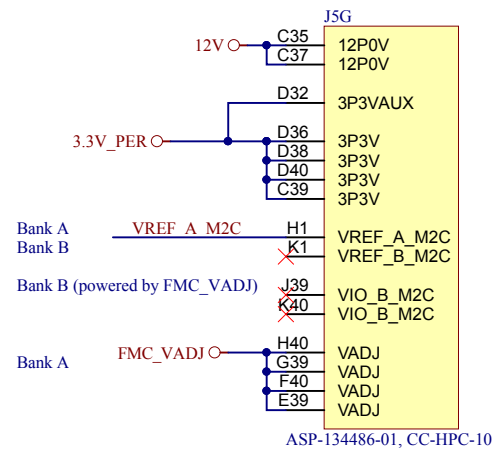 J5G
12V C35 12P0V
C37 12P0V
D32 3P3VAUX
3.3V_PER D36 3P3V
D38 3P3V
D40 3P3V
C39 3P3V
Bank A VREF_A_M2C H1 VREF_A_M2C
Bank B K1 VREF_B_M2C
Bank B (powered by FMC_VADJ) J39 VIO_B_M2C
K40 VIO_B_M2C
FMC_VADJ H40 VADJ
Bank A G39 VADJ
F40 VADJ
E39 VADJ
ASP-134486-01, CC-HPC-10